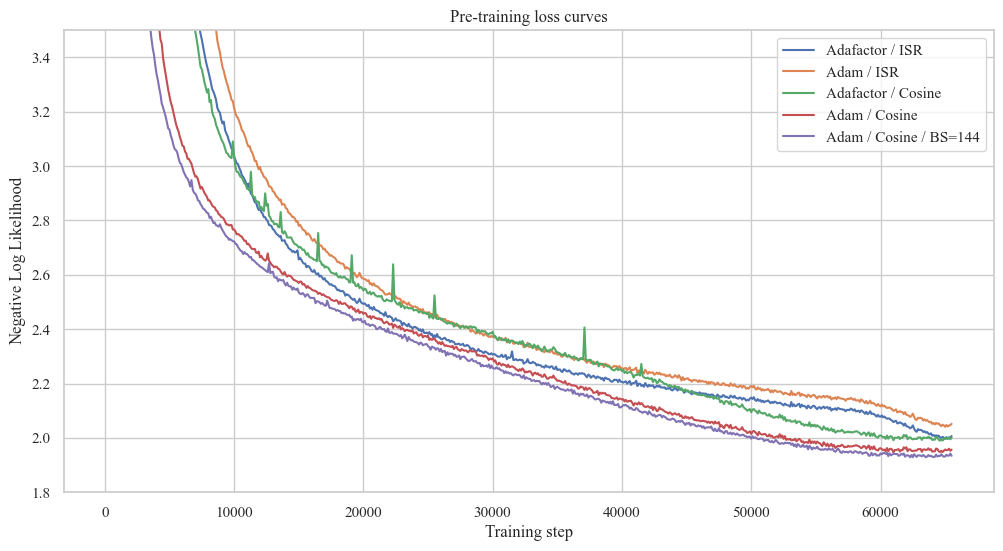 Pre-training loss curves
Negative Log Likelihood
3.4
3.2
3.0
2.8
2.6
2.4
2.2
2.0
1.8
Adafactor / ISR
Adam / ISR
Adafactor / Cosine
Adam / Cosine
Adam / Cosine / BS=144
0
10000
20000
30000
40000
50000
60000
Training step